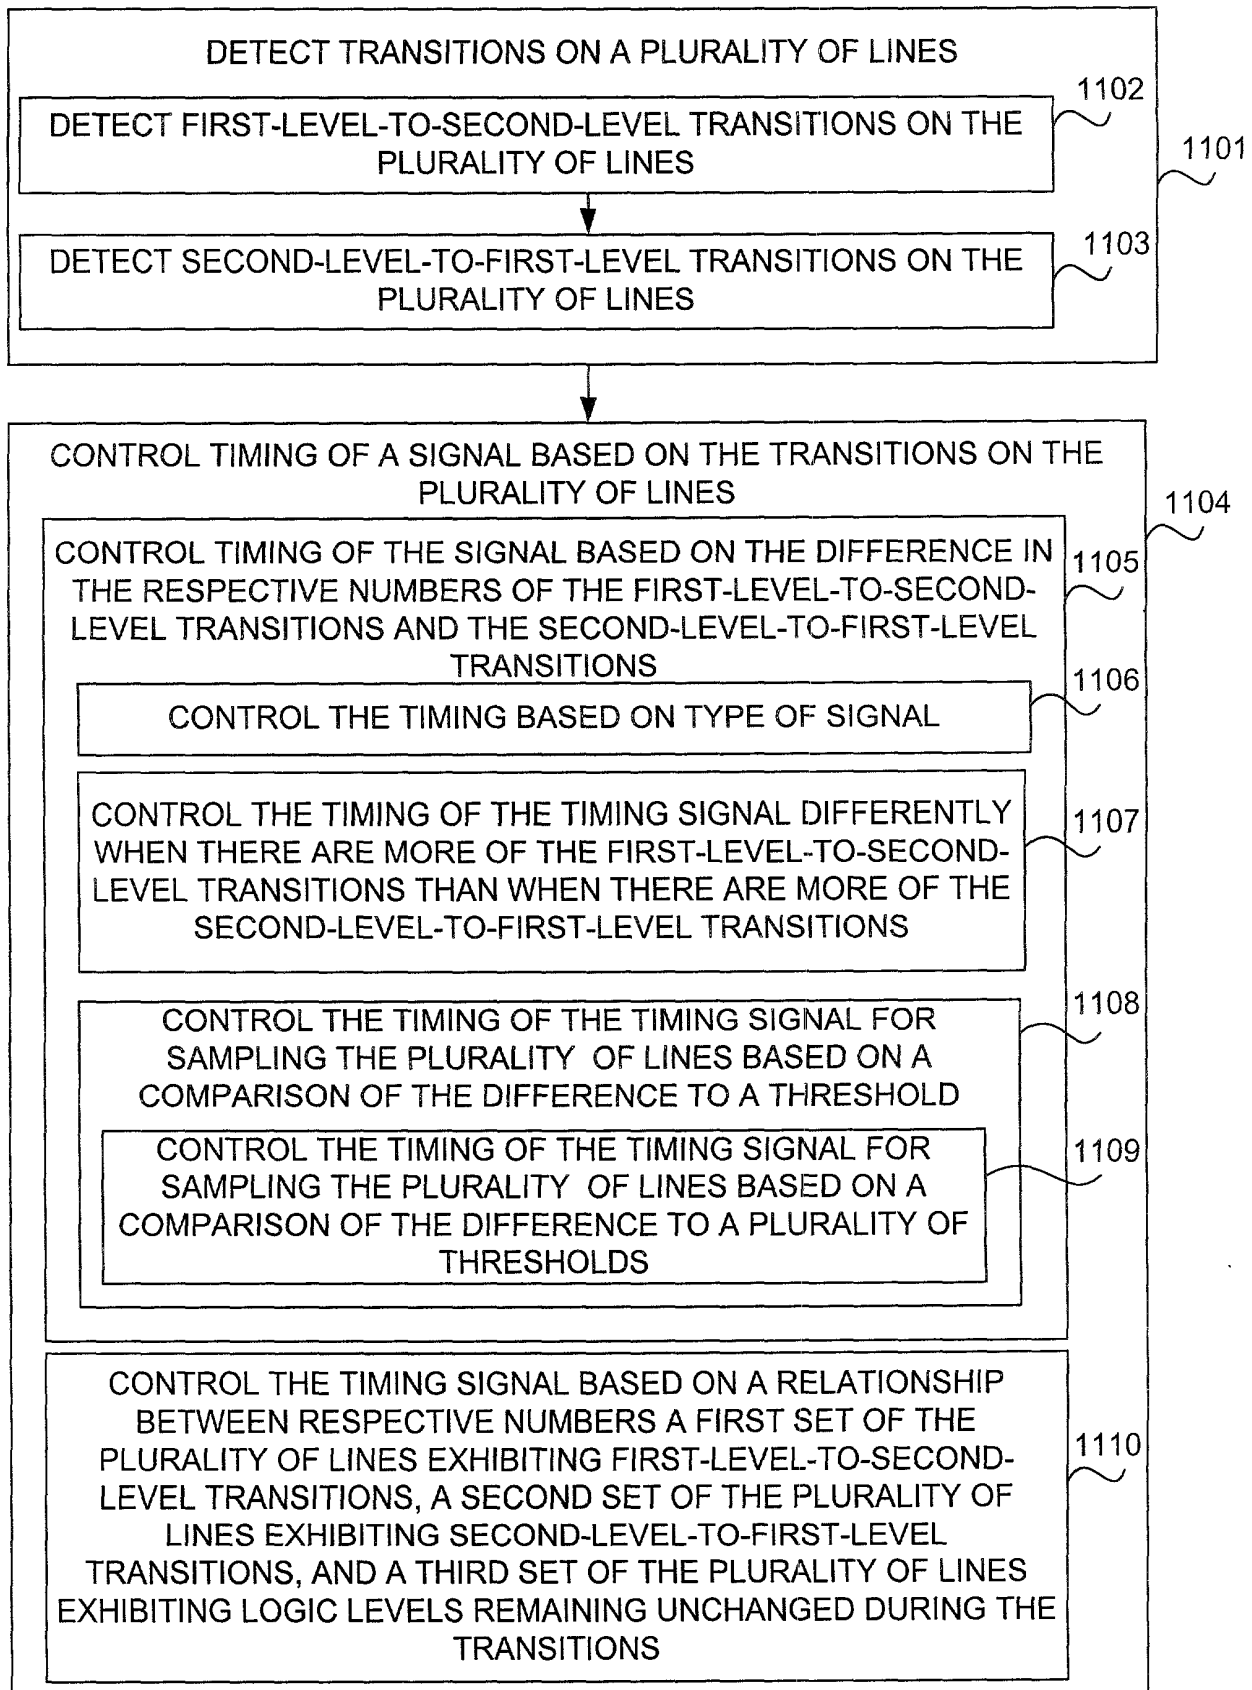 DETECT TRANSITIONS ON A PLURALITY OF LINES
1102
DETECT FIRST-LEVEL-TO-SECOND-LEVEL TRANSITIONS ON THE
PLURALITY OF LINES
1101
1103
DETECT SECOND-LEVEL-TO-FIRST-LEVEL TRANSITIONS ON THE
PLURALITY OF LINES
CONTROL TIMING OF A SIGNAL BASED ON THE TRANSITIONS ON THE
PLURALITY OF LINES
1104
CONTROL TIMING OF THE SIGNAL BASED ON THE DIFFERENCE IN
THE RESPECTIVE NUMBERS OF THE FIRST-LEVEL-TO-SECOND-
LEVEL TRANSITIONS AND THE SECOND-LEVEL-TO-FIRST-LEVEL
TRANSITIONS
1105
1106
CONTROL THE TIMING BASED ON TYPE OF SIGNAL
CONTROL THE TIMING OF THE TIMING SIGNAL DIFFERENTLY
WHEN THERE ARE MORE OF THE FIRST-LEVEL-TO-SECOND-
LEVEL TRANSITIONS THAN WHEN THERE ARE MORE OF THE
SECOND-LEVEL-TO-FIRST-LEVEL TRANSITIONS
1107
CONTROL THE TIMING OF THE TIMING SIGNAL FOR
SAMPLING THE PLURALITY OF LINES BASED ON A
COMPARISON OF THE DIFFERENCE TO A THRESHOLD
1108
CONTROL THE TIMING OF THE TIMING SIGNAL FOR
SAMPLING THE PLURALITY OF LINES BASED ON A
COMPARISON OF THE DIFFERENCE TO A PLURALITY OF
THRESHOLDS
1109
CONTROL THE TIMING SIGNAL BASED ON A RELATIONSHIP
BETWEEN RESPECTIVE NUMBERS A FIRST SET OF THE
PLURALITY OF LINES EXHIBITING FIRST-LEVEL-TO-SECOND-
LEVEL TRANSITIONS, A SECOND SET OF THE PLURALITY OF
LINES EXHIBITING SECOND-LEVEL-TO-FIRST-LEVEL
TRANSITIONS, AND A THIRD SET OF THE PLURALITY OF LINES
EXHIBITING LOGIC LEVELS REMAINING UNCHANGED DURING THE
TRANSITIONS
1110